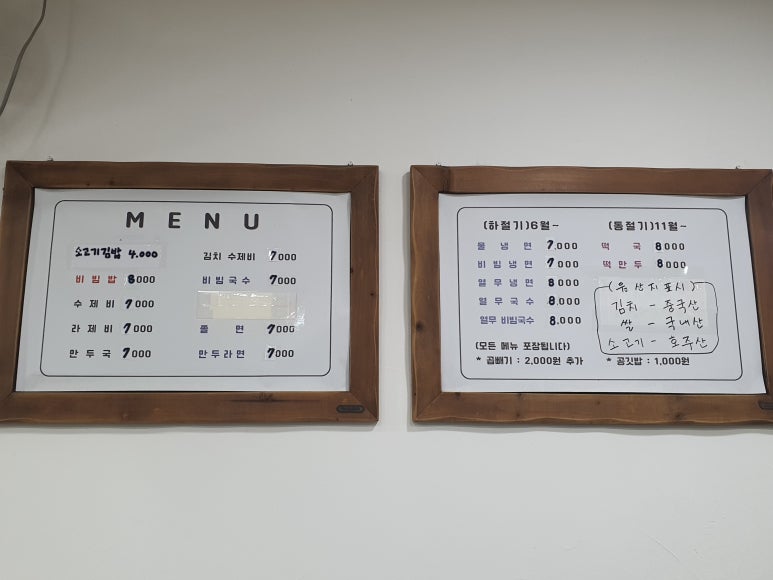 MENU
소고기김밥 4.000
비빔밥 8000
수제비 7000
라제비 7000
만두국 7000
김치 수제비 7000
비빔국수 7000
쫄면 7000
만두라면 7000
(하절기)6월~
물냉면 7,000
비빔냉면 7,000
열무냉면 8,000
열무국수 8,000
열무 비빔국수 8,000
(모든 메뉴 포장됩니다)
* 곱빼기 : 2,000원 추가
(동절기)11월~
떡국 8000
떡만두 8000
(원산지표시)
김치 - 중국산
쌀 - 국내산
소고기 - 호주산
* 공깃밥 : 1,000원